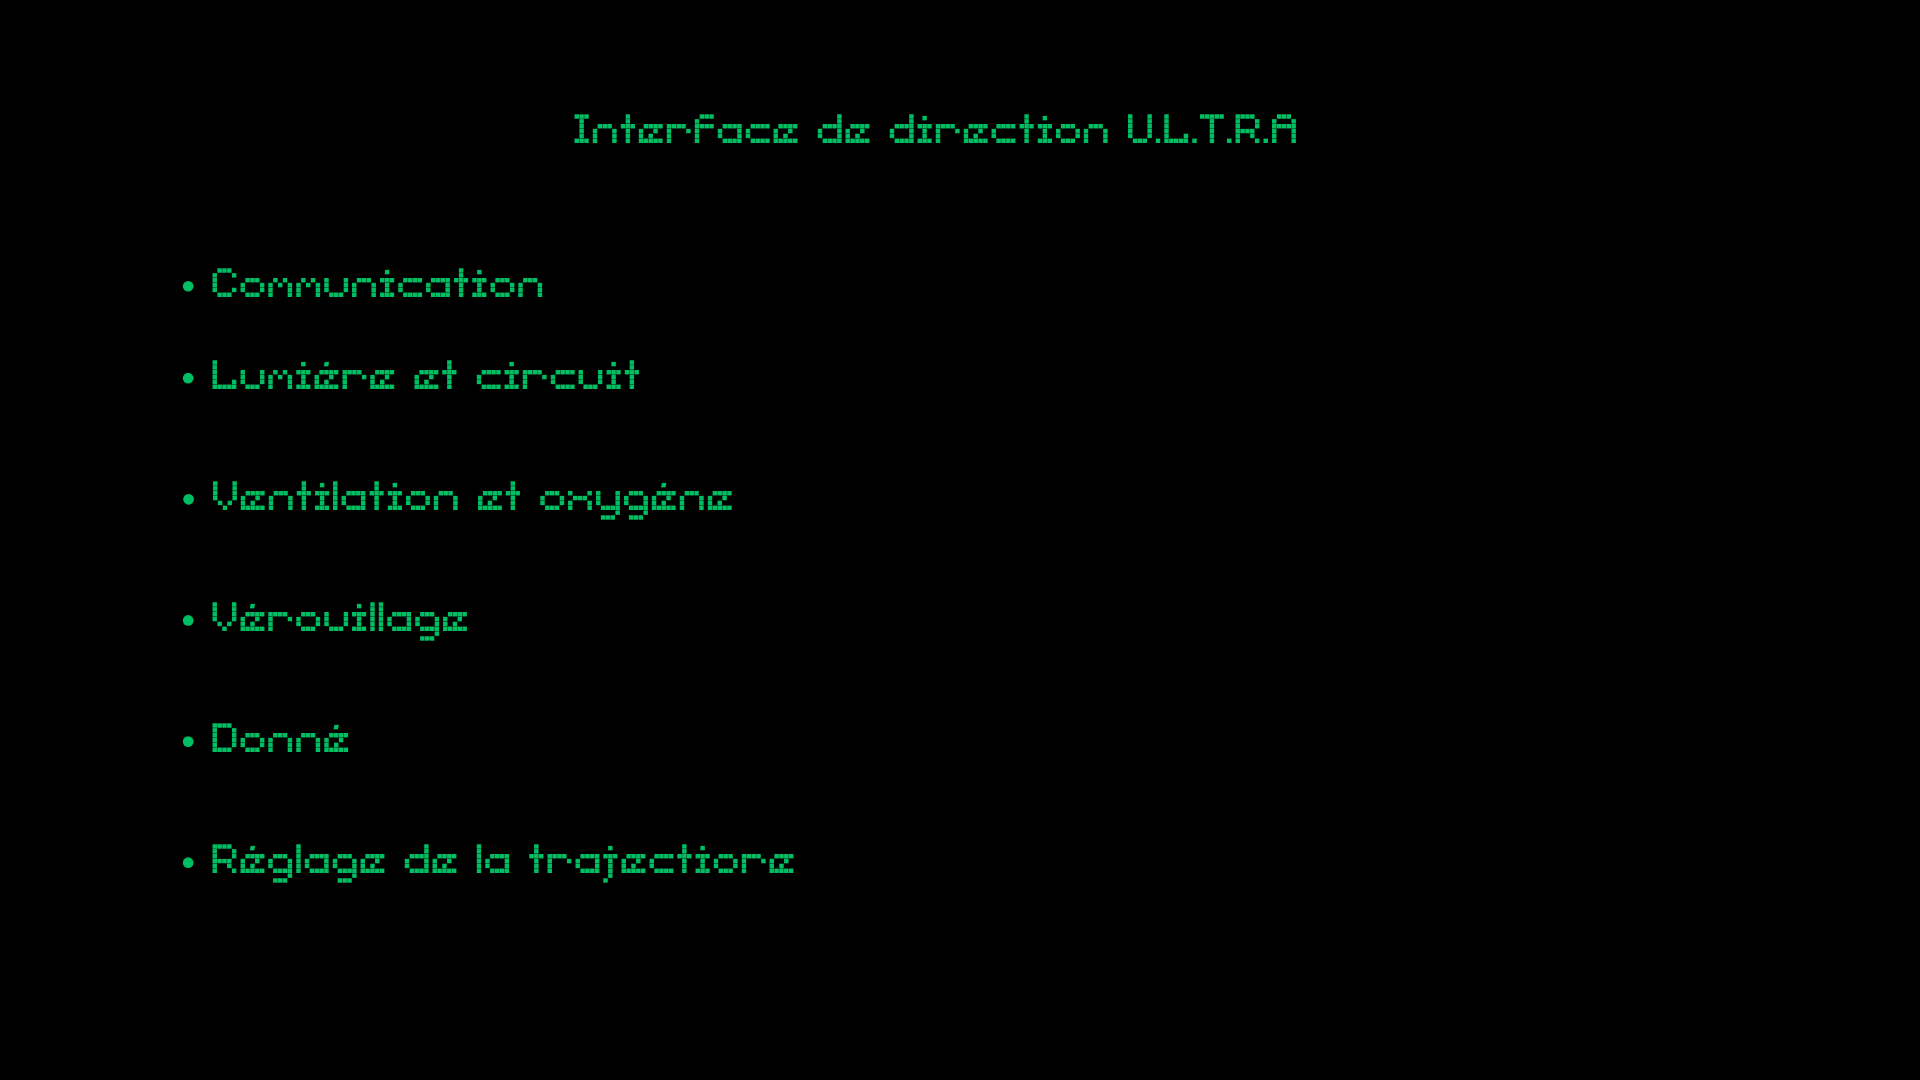 Interface de direction U.L.T.R.A
• Communication
• Lumiére et circuit
• Ventilation et oxygéne
• Vérouillage
• Donné
• Réglage de la trajectiore